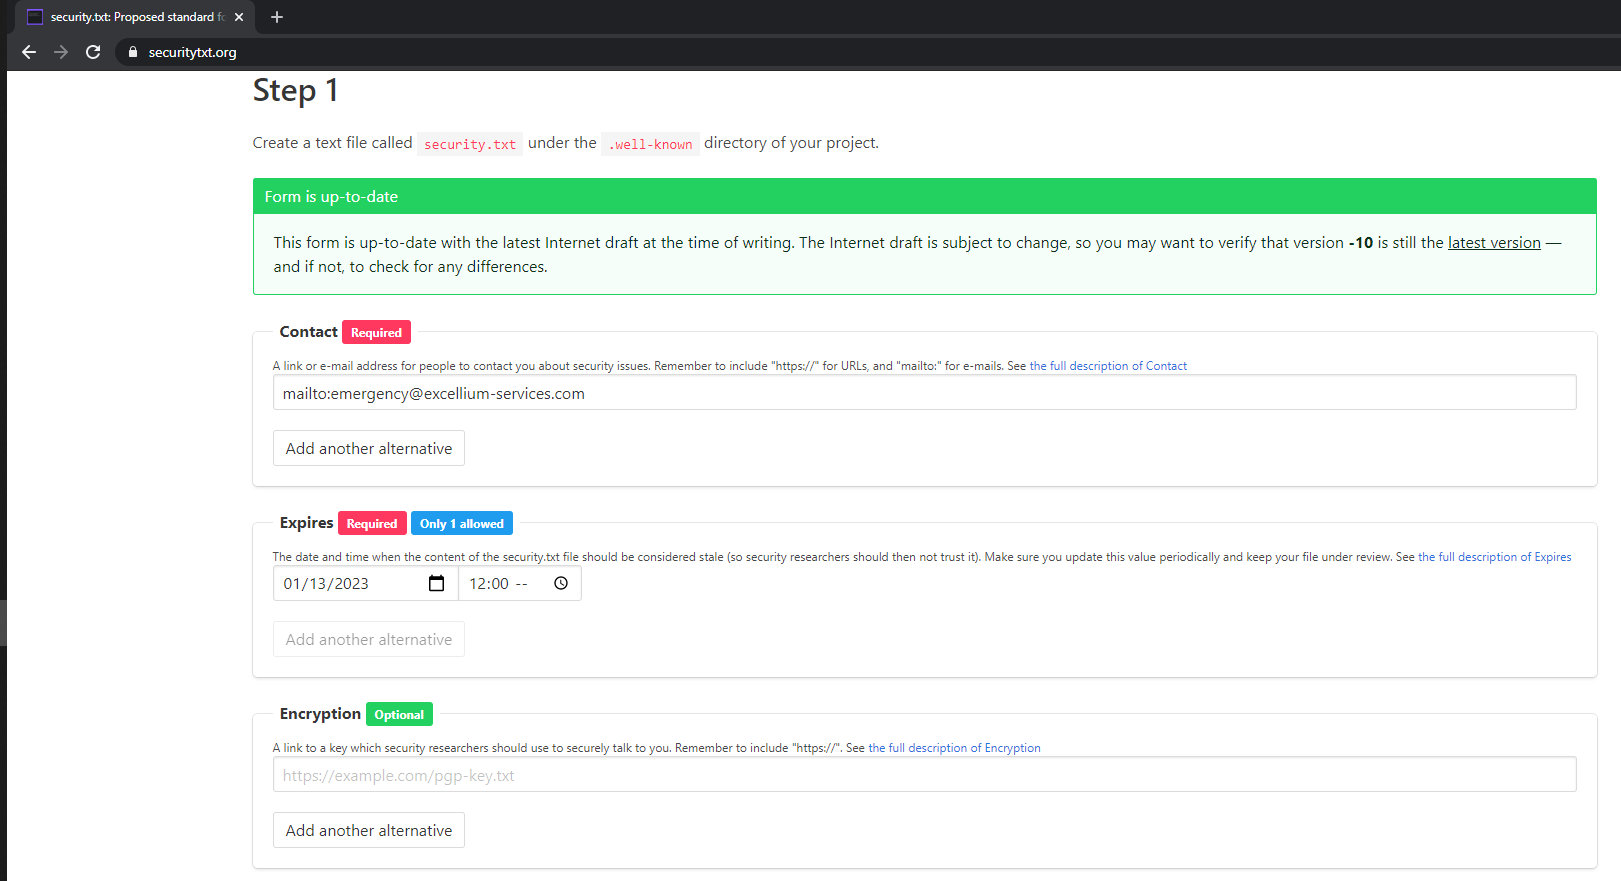 security.txt: Proposed standard fo
securitytxt.org
Step 1
Create a text file called security.txt under the .well-known directory of your project.
Form is up-to-date
This form is up-to-date with the latest Internet draft at the time of writing. The Internet draft is subject to change, so you may want to verify that version -10 is still the latest version —
and if not, to check for any differences.
Contact Required
A link or e-mail address for people to contact you about security issues. Remember to include "https://" for URLs, and "mailto:" for e-mails. See the full description of Contact
mailto:emergency@excellium-services.com
Add another alternative
Expires Required Only 1 allowed
The date and time when the content of the security.txt file should be considered stale (so security researchers should then not trust it). Make sure you update this value periodically and keep your file under review. See the full description of Expires
01/13/2023 12:00 --
Add another alternative
Encryption Optional
A link to a key which security researchers should use to securely talk to you. Remember to include "https://". See the full description of Encryption
https://example.com/pgp-key.txt
Add another alternative